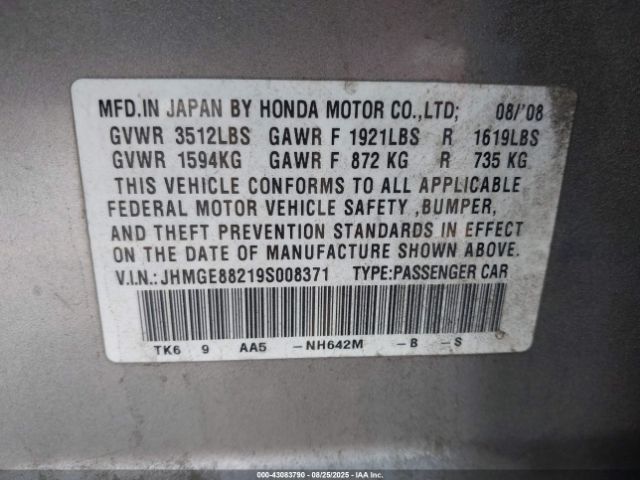 MFD.IN JAPAN BY HONDA MOTOR CO.,LTD; 08/'08
GVWR 3512LBS GAWR F 1921LBS R 1619LBS
GVWR 1594KG GAWR F 872 KG R 735 KG
THIS VEHICLE CONFORMS TO ALL APPLICABLE
FEDERAL MOTOR VEHICLE SAFETY ,BUMPER,
AND THEFT PREVENTION STANDARDS IN EFFECT
ON THE DATE OF MANUFACTURE SHOWN ABOVE.
V.I.N.:JHMGE88219S008371 TYPE:PASSENGER CAR
TK6 9 AA5 -NH642M -B -S
000-43083790 - 08/25/2025 - IAA Inc.